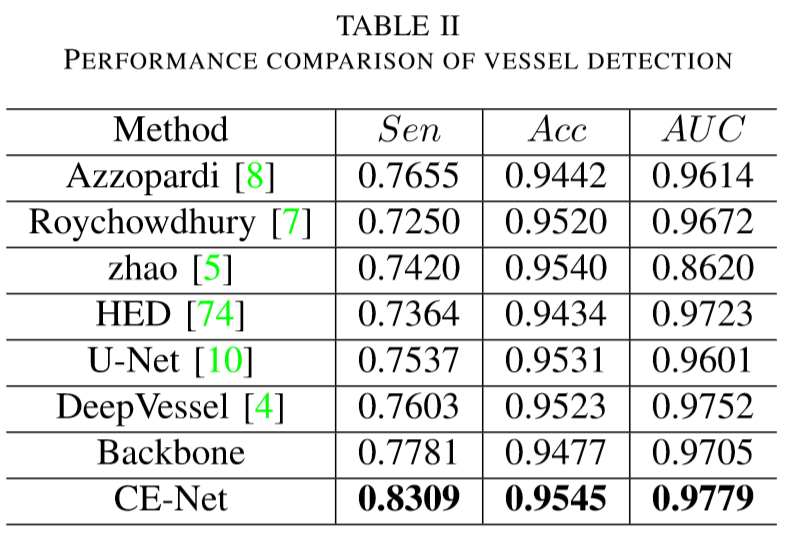 TABLE II
PERFORMANCE COMPARISON OF VESSEL DETECTION
Method Sen Acc AUC
Azzopardi [8] 0.7655 0.9442 0.9614
Roychowdhury [7] 0.7250 0.9520 0.9672
zhao [5] 0.7420 0.9540 0.8620
HED [74] 0.7364 0.9434 0.9723
U-Net [10] 0.7537 0.9531 0.9601
DeepVessel [4] 0.7603 0.9523 0.9752
Backbone 0.7781 0.9477 0.9705
CE-Net 0.8309 0.9545 0.9779